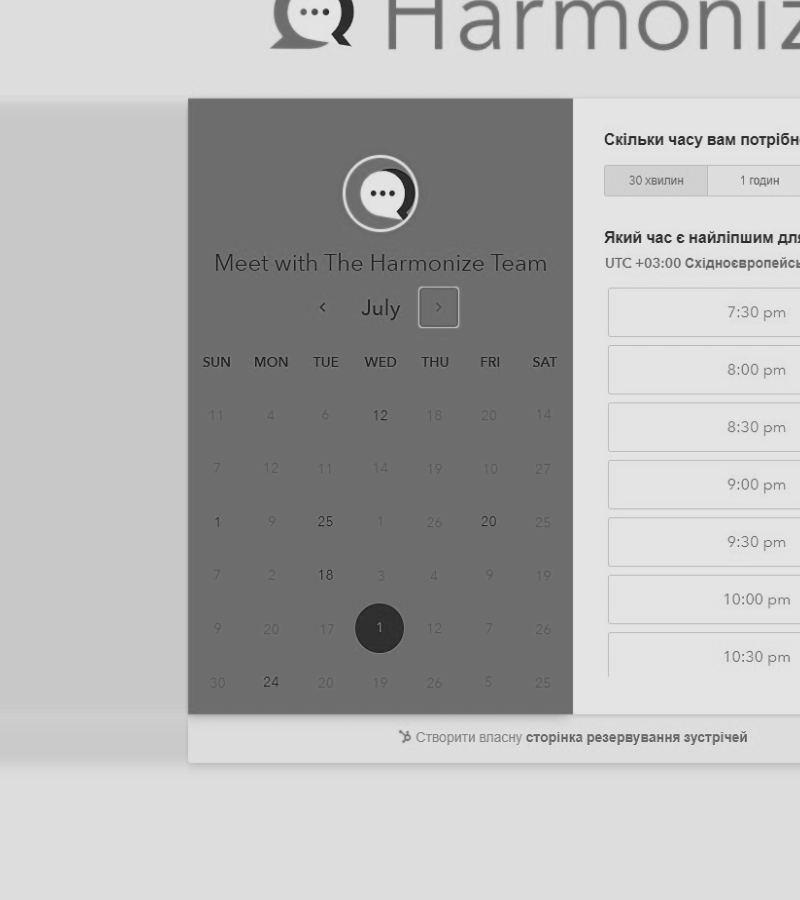 Harmoniz
Meet with The Harmonize Team
July
SUN MON TUE WED THU FRI SAT
11 4 6 12 18 20 14
7 12 11 14 19 10 27
1 9 25 1 26 20 25
7 2 18 3 4 9 19
9 20 17 1 12 7 26
30 24 20 19 26 5 25
Скільки часу вам потрібн
30 хвилин 1 годин
Який час є найліпшим для
UTC +03:00 Східноєвропейсь
7:30 pm
8:00 pm
8:30 pm
9:00 pm
9:30 pm
10:00 pm
10:30 pm
Створити власну сторінка резервування зустрічей